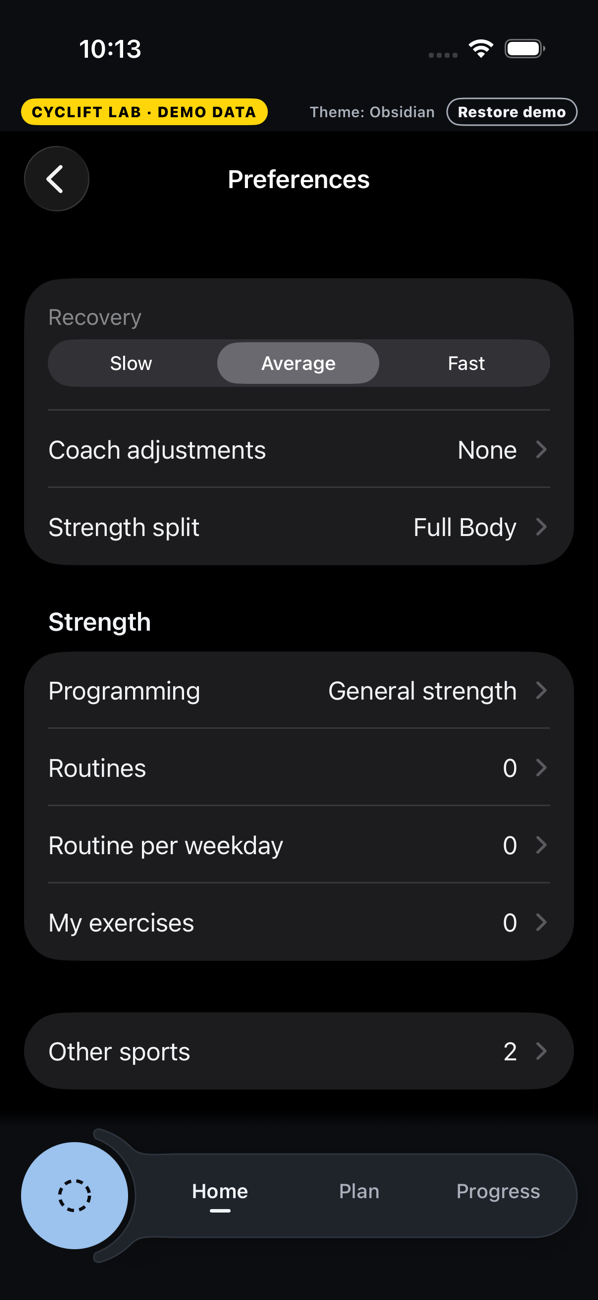 10:13
CYCLIFT LAB · DEMO DATA
Theme: Obsidian
Restore demo
Preferences
Recovery
Slow
Average
Fast
Coach adjustments
None
Strength split
Full Body
Strength
Programming
General strength
Routines
0
Routine per weekday
0
My exercises
0
Other sports
2
Home
Plan
Progress